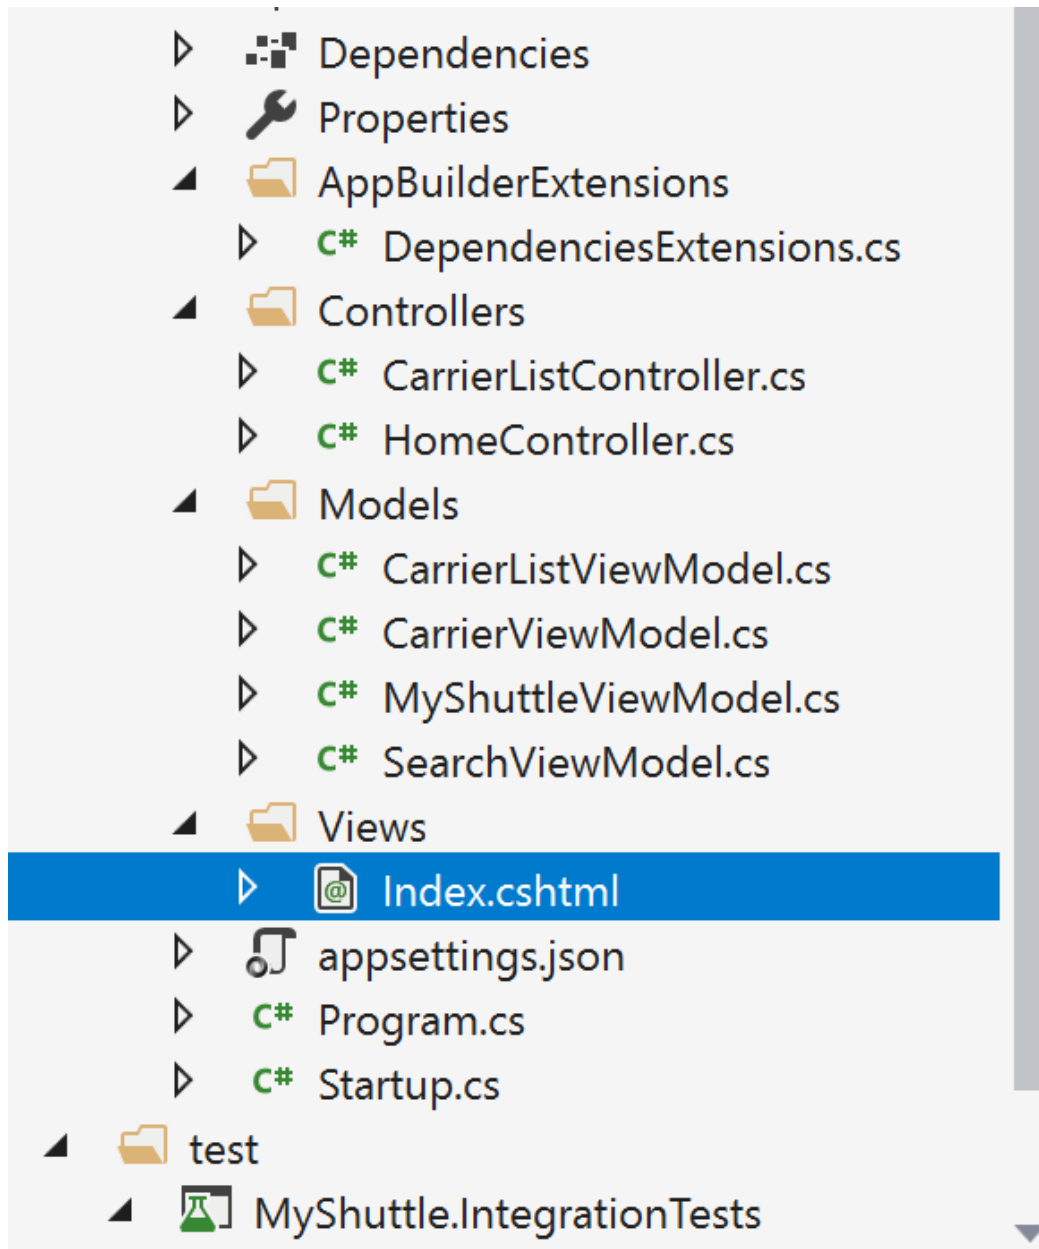 Dependencies
Properties
AppBuilderExtensions
C# DependenciesExtensions.cs
Controllers
C# CarrierListController.cs
C# HomeController.cs
Models
C# CarrierListViewModel.cs
C# CarrierViewModel.cs
C# MyShuttleViewModel.cs
C# SearchViewModel.cs
Views
@ Index.cshtml
appsettings.json
C# Program.cs
C# Startup.cs
test
MyShuttle.IntegrationTests